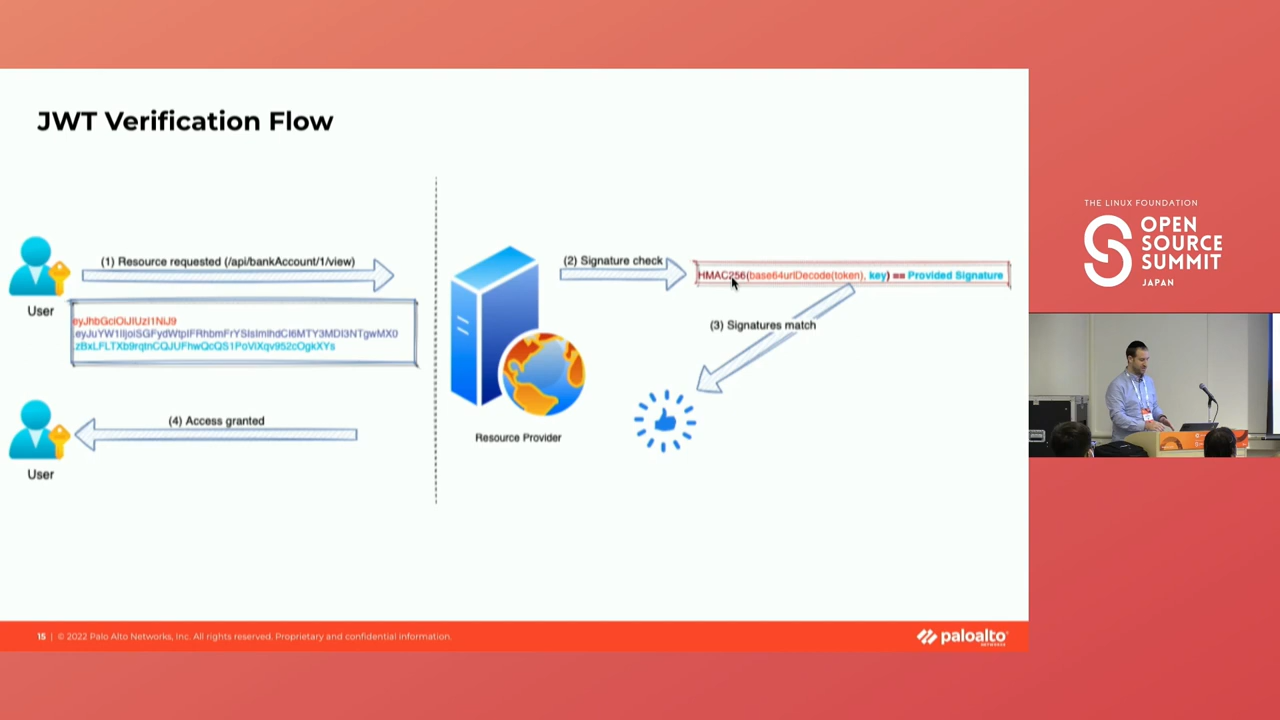 JWT Verification Flow
(1) Resource requested (/api/bankAccount/1/view)
User
eyJhbGciOiJIUzI1NiJ9
(2) Signature check
HMAC256(base64urlDecode(token), key) == Provided Signature
(3) Signatures match
(4) Access granted
User
Resource Provider
15 | © 2022 Palo Alto Networks, Inc. All rights reserved. Proprietary and confidential information.
paloalto
NETWORKS
THE LINUX FOUNDATION
OPEN
SOURCE
SUMMIT
JAPAN